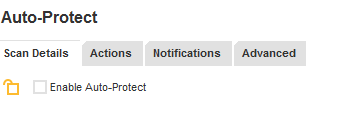 Auto-Protect
Scan Details Actions Notifications Advanced
Enable Auto-Protect